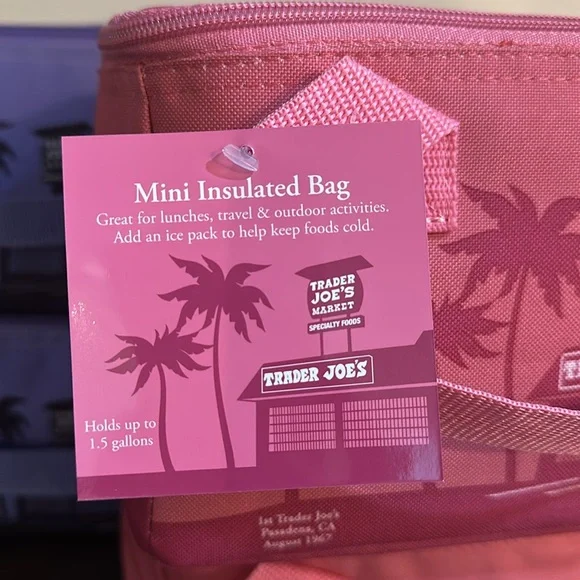 Mini Insulated Bag
Great for lunches, travel & outdoor activities.
Add an ice pack to help keep foods cold.
TRADER
JOE'S
MARKET
SPECIALTY FOODS
TRADER JOE'S
Holds up to
1.5 gallons
1st Trader Joe's
Pasadena, CA
August 1967